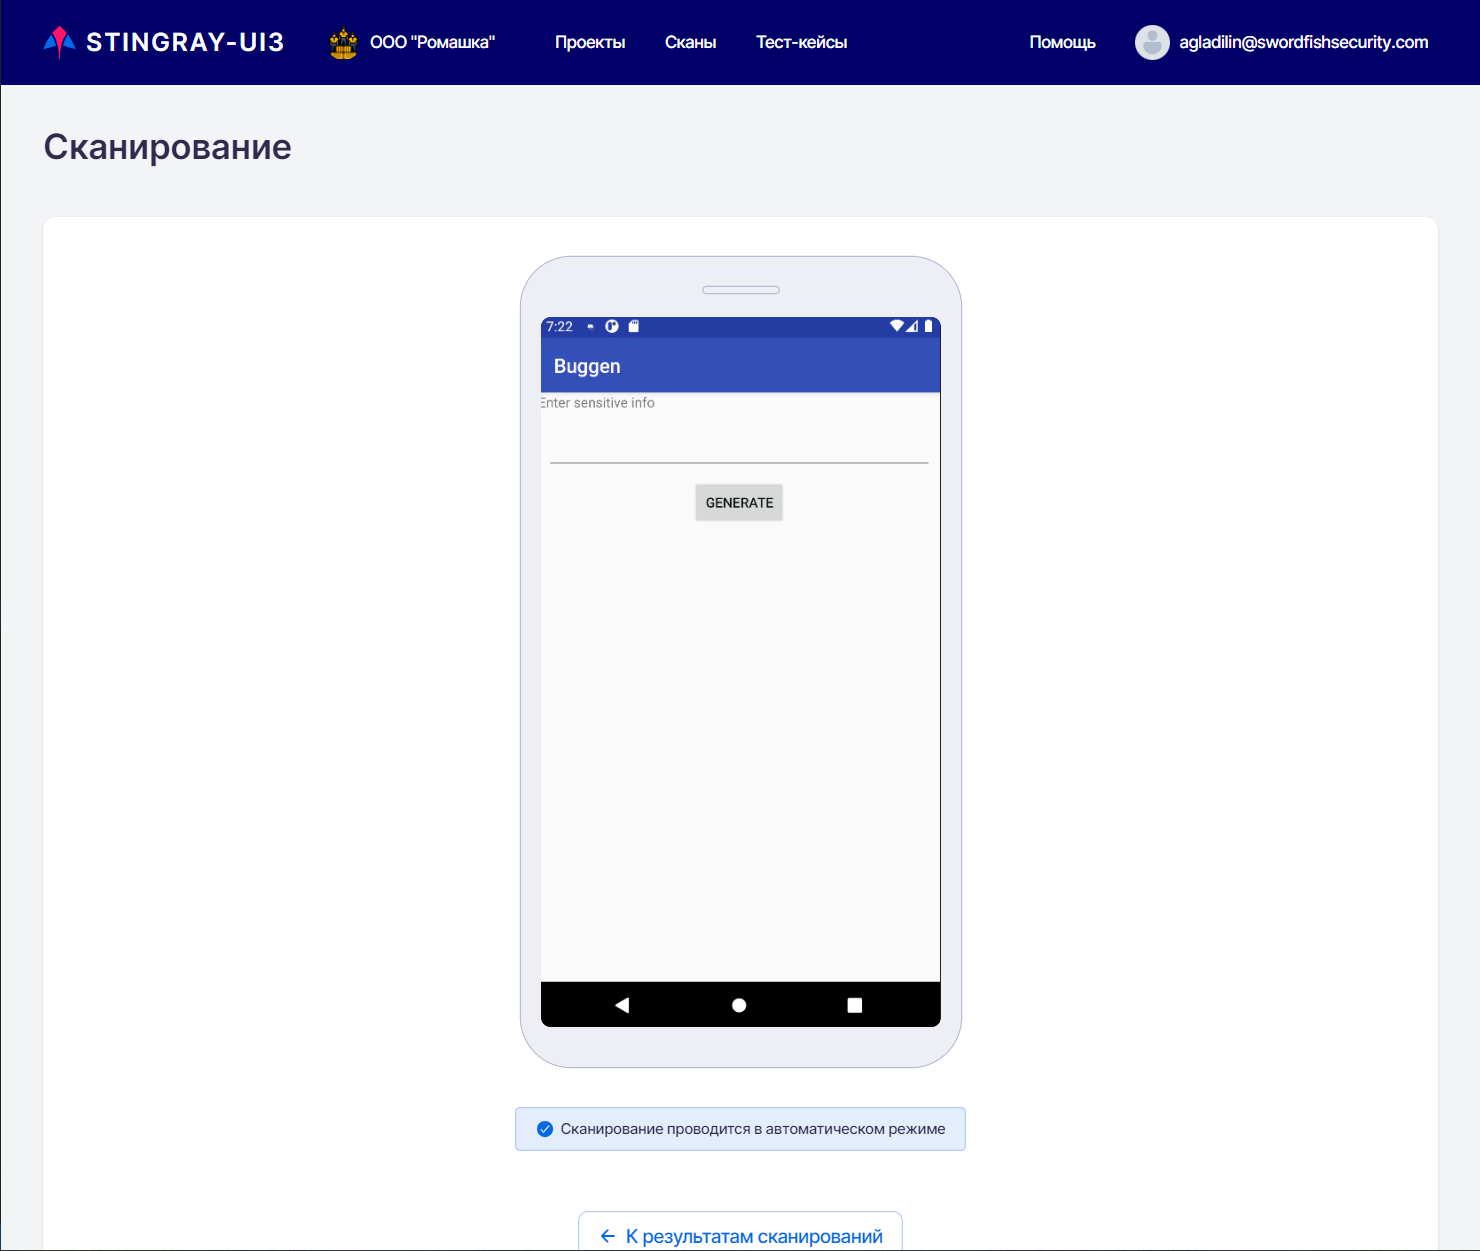 STINGRAY-UI3 ООО "Ромашка" Проекты Сканы Тест-кейсы Помощь agladilin@swordfishsecurity.com
Сканирование
7:22
Buggen
Enter sensitive info
GENERATE
Сканирование проводится в автоматическом режиме
К результатам сканирований